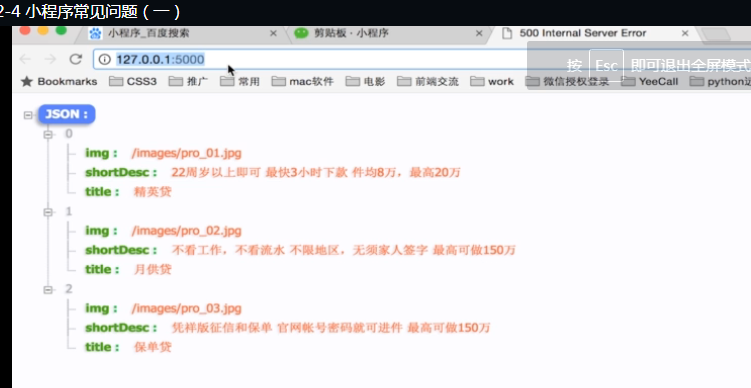 2-4 小程序常见问题（一）
小程序_百度搜索 × 剪贴板 · 小程序 × 500 Internal Server Error ×
127.0.0.1:5000
按 Esc 即可退出全屏模式
Bookmarks CSS3 推广 常用 mac软件 电影 前端交流 work 微信授权登录 YeeCall python运
JSON :
0
img : /images/pro_01.jpg
shortDesc : 22周岁以上即可 最快3小时下款 件均8万，最高20万
title : 精英贷
1
img : /images/pro_02.jpg
shortDesc : 不看工作，不看流水 不限地区，无须家人签字 最高可做150万
title : 月供贷
2
img : /images/pro_03.jpg
shortDesc : 凭祥版征信和保单 官网帐号密码就可进件 最高可做150万
title : 保单贷